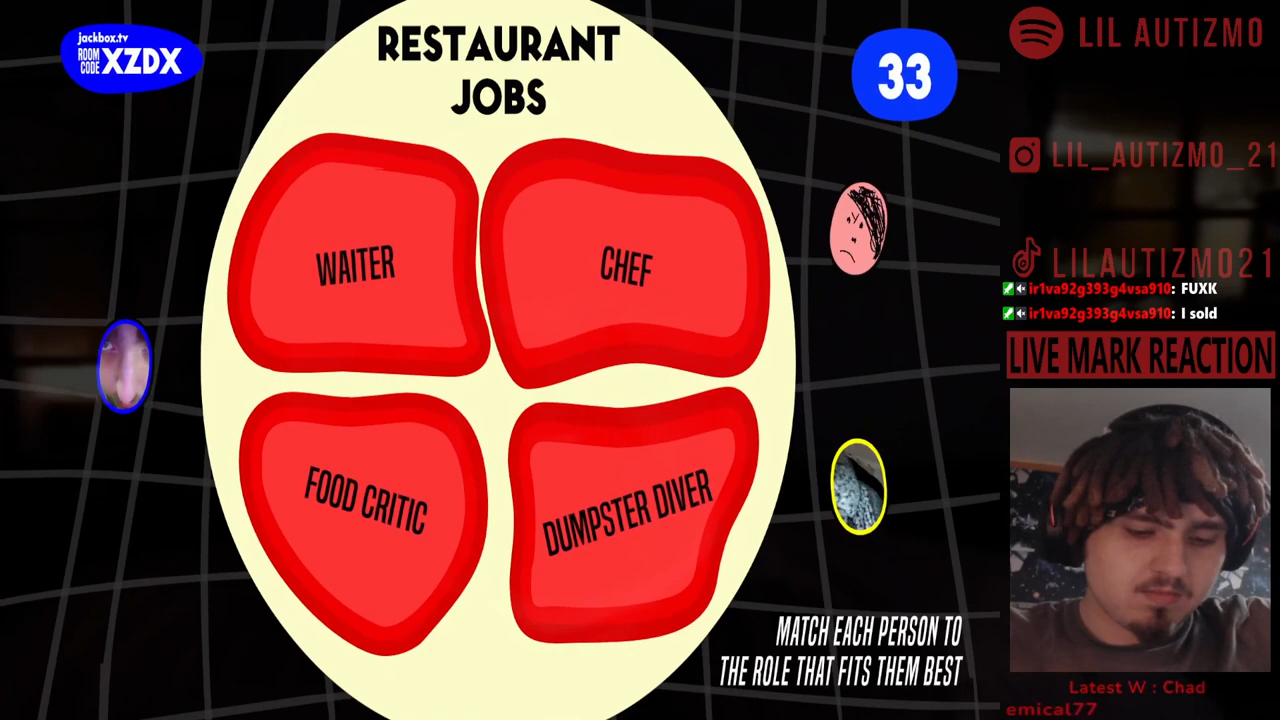 jackbox.tv
ROOM CODE XZDX
RESTAURANT
JOBS
33
WAITER
CHEF
FOOD CRITIC
DUMPSTER DIVER
MATCH EACH PERSON TO
THE ROLE THAT FITS THEM BEST
LIL AUTIZMO
LIL_AUTIZMO_21
LILAUTIZMO21
ir1va92g393g4vsa910: FUXK
ir1va92g393g4vsa910: I sold
LIVE MARK REACTION
Latest W : Chad
emical77